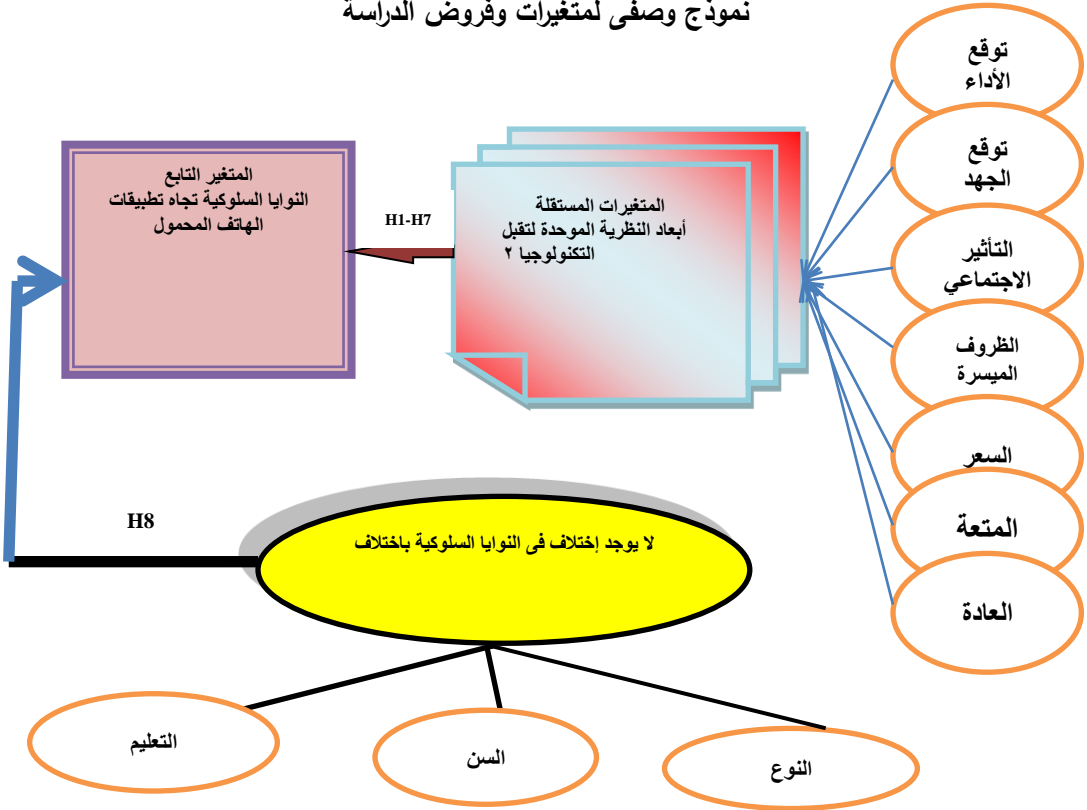 نموذج وصفى لمتغيرات وفروض الدراسة
توقع
الأداء
توقع
الجهد
التأثير
الاجتماعي
الظروف
الميسرة
السعر
المتعة
العادة
المتغيرات المستقلة
أبعاد النظرية الموحدة لتقبل
التكنولوجيا ٢
H1-H7
المتغير التابع
النوايا السلوكية تجاه تطبيقات
الهاتف المحمول
H8
لا يوجد إختلاف فى النوايا السلوكية باختلاف
النوع
السن
التعليم